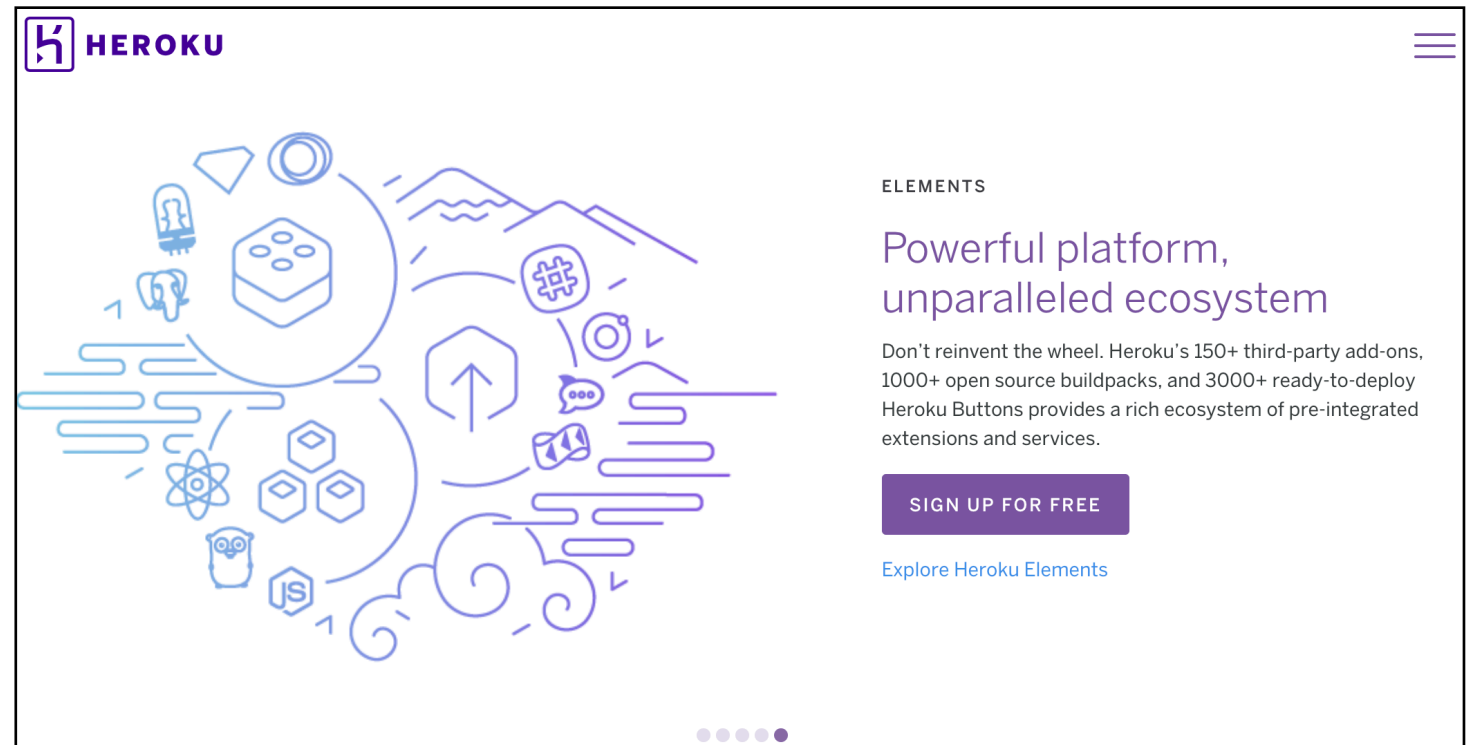 HEROKU
ELEMENTS
Powerful platform,
unparalleled ecosystem
Don't reinvent the wheel. Heroku’s 150+ third-party add-ons,
1000+ open source buildpacks, and 3000+ ready-to-deploy
Heroku Buttons provides a rich ecosystem of pre-integrated
extensions and services.
SIGN UP FOR FREE
Explore Heroku Elements
JS